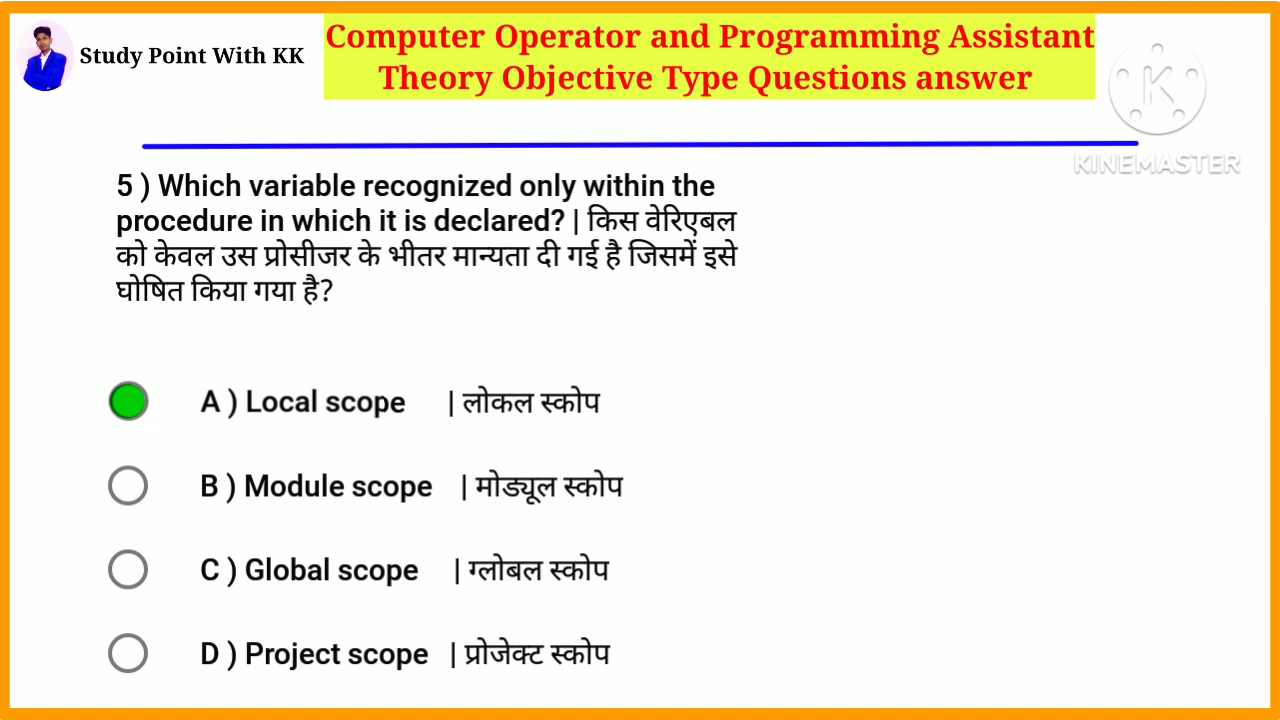 Study Point With KK
Computer Operator and Programming Assistant
Theory Objective Type Questions answer
K
KINEMASTER
5 ) Which variable recognized only within the
procedure in which it is declared? | किस वेरिएबल
को केवल उस प्रोसीजर के भीतर मान्यता दी गई है जिसमें इसे
घोषित किया गया है?
A ) Local scope | लोकल स्कोप
B ) Module scope | मोड्यूल स्कोप
C ) Global scope | ग्लोबल स्कोप
D ) Project scope | प्रोजेक्ट स्कोप